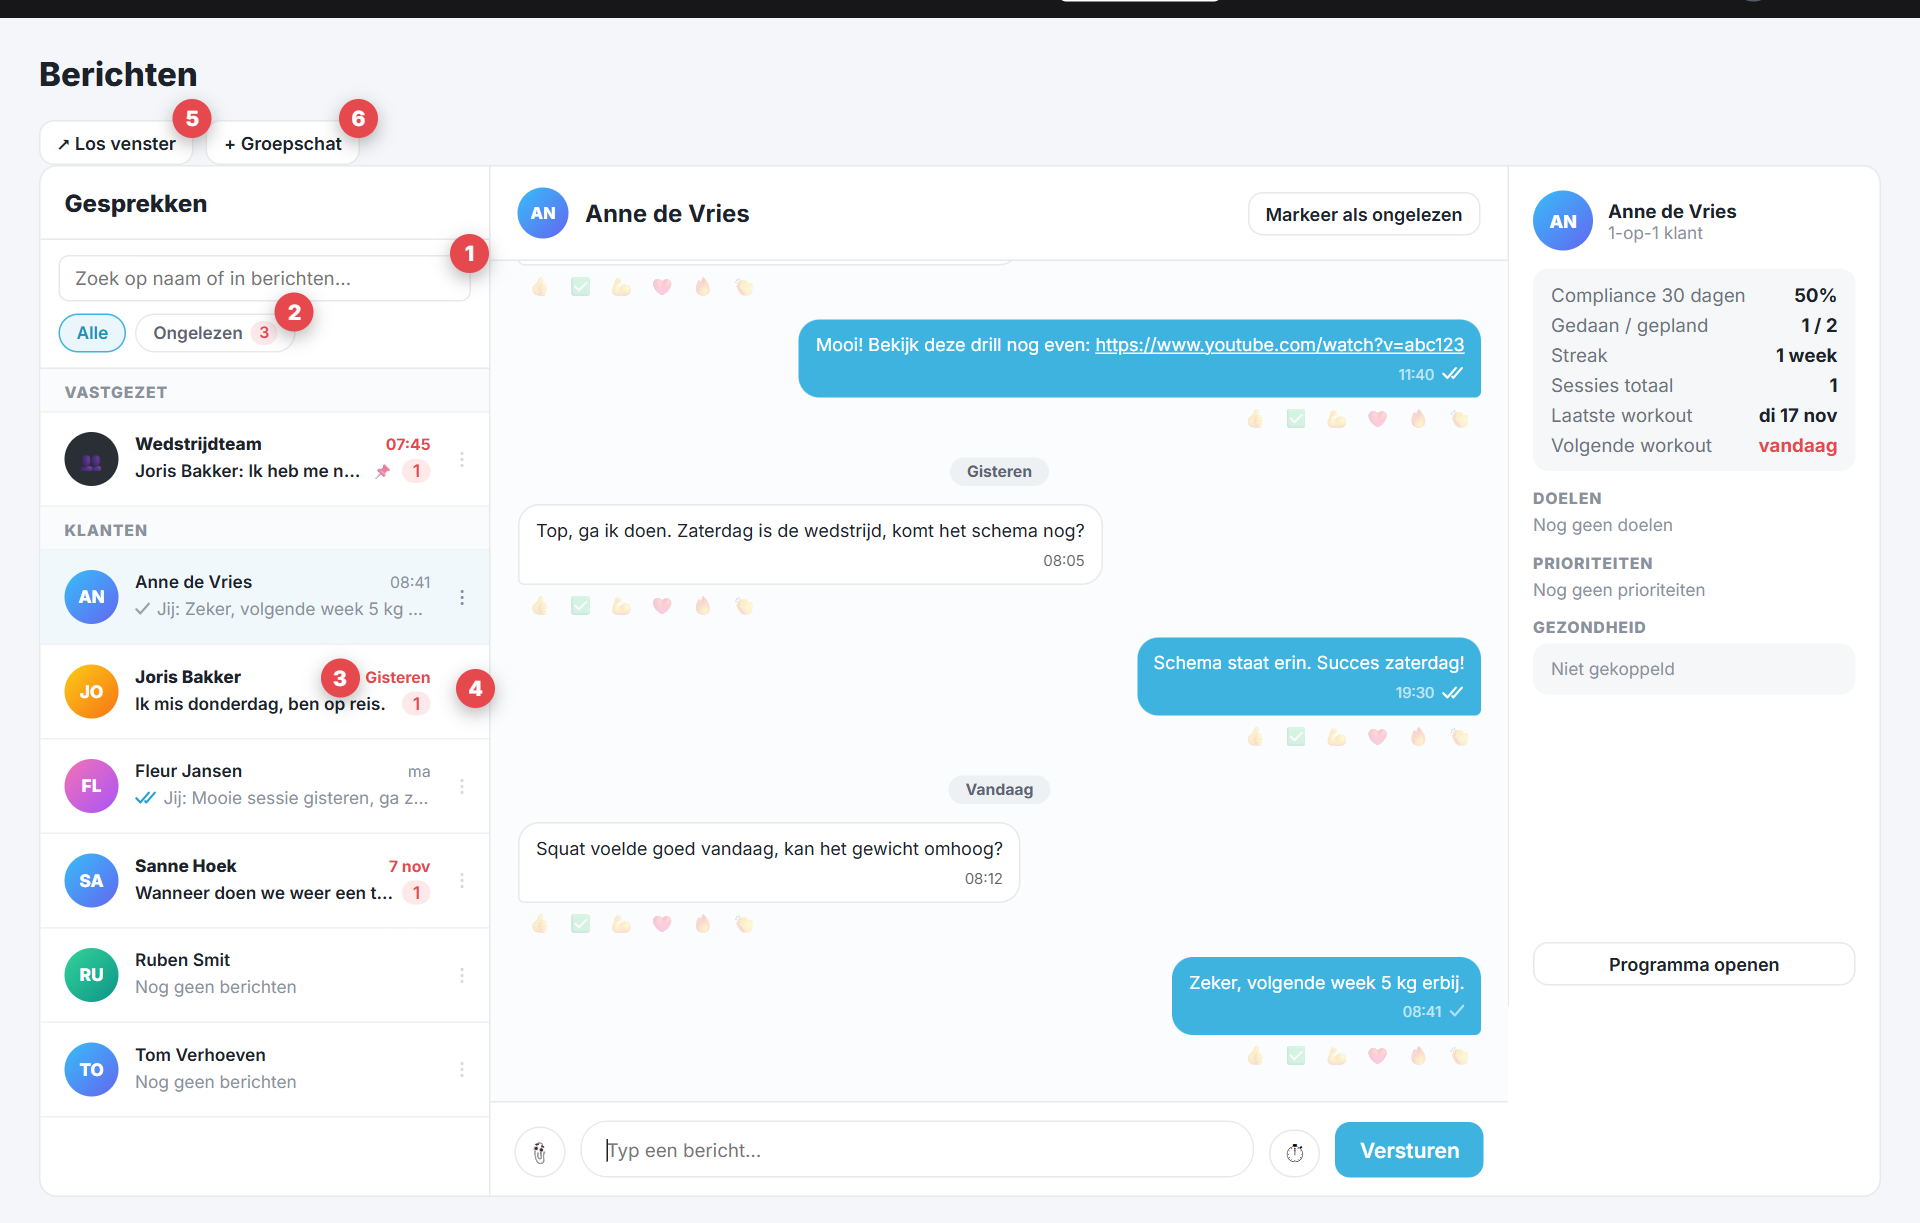 Berichten
↗ Los venster
5
+ Groepschat
6
Gesprekken
1
Zoek op naam of in berichten...
2
Alle
Ongelezen 3
VASTGEZET
Wedstrijdteam 07:45
Joris Bakker: Ik heb me n... 1
KLANTEN
AN
Anne de Vries 08:41
Jij: Zeker, volgende week 5 kg ...
JO
Joris Bakker 3 Gisteren
4
Ik mis donderdag, ben op reis. 1
FL
Fleur Jansen ma
Jij: Mooie sessie gisteren, ga z...
SA
Sanne Hoek 7 nov
Wanneer doen we weer een t... 1
RU
Ruben Smit
Nog geen berichten
TO
Tom Verhoeven
Nog geen berichten
AN
Anne de Vries
Markeer als ongelezen
Mooi! Bekijk deze drill nog even: https://www.youtube.com/watch?v=abc123
11:40
Gisteren
Top, ga ik doen. Zaterdag is de wedstrijd, komt het schema nog?
08:05
Schema staat erin. Succes zaterdag!
19:30
Vandaag
Squat voelde goed vandaag, kan het gewicht omhoog?
08:12
Zeker, volgende week 5 kg erbij.
08:41
Typ een bericht...
Versturen
AN
Anne de Vries
1-op-1 klant
Compliance 30 dagen 50%
Gedaan / gepland 1 / 2
Streak 1 week
Sessies totaal 1
Laatste workout di 17 nov
Volgende workout vandaag
DOELEN
Nog geen doelen
PRIORITEITEN
Nog geen prioriteiten
GEZONDHEID
Niet gekoppeld
Programma openen